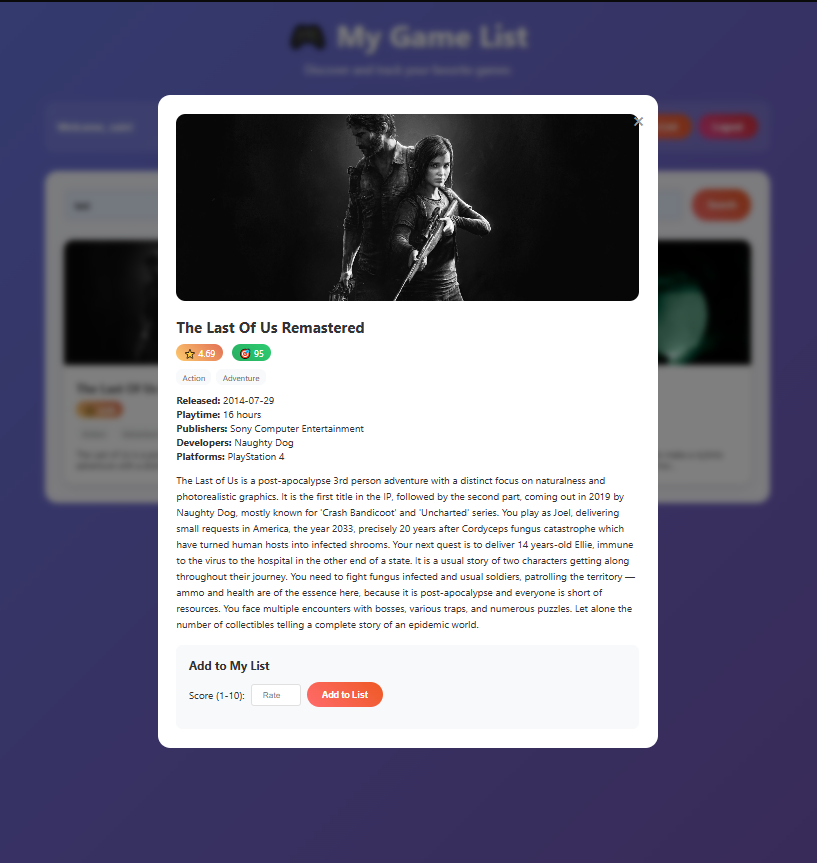 My Game List
Discover and track your favorite games
×
The Last Of Us Remastered
4.69 95
Action Adventure
Released: 2014-07-29
Playtime: 16 hours
Publishers: Sony Computer Entertainment
Developers: Naughty Dog
Platforms: PlayStation 4
The Last of Us is a post-apocalypse 3rd person adventure with a distinct focus on naturalness and
photorealistic graphics. It is the first title in the IP, followed by the second part, coming out in 2019 by
Naughty Dog, mostly known for 'Crash Bandicoot' and 'Uncharted' series. You play as Joel, delivering
small requests in America, the year 2033, precisely 20 years after Cordyceps fungus catastrophe which
have turned human hosts into infected shrooms. Your next quest is to deliver 14 years-old Ellie, immune
to the virus to the hospital in the other end of a state. It is a usual story of two characters getting along
throughout their journey. You need to fight fungus infected and usual soldiers, patrolling the territory —
ammo and health are of the essence here, because it is post-apocalypse and everyone is short of
resources. You face multiple encounters with bosses, various traps, and numerous puzzles. Let alone the
number of collectibles telling a complete story of an epidemic world.
Add to My List
Score (1-10): Rate Add to List